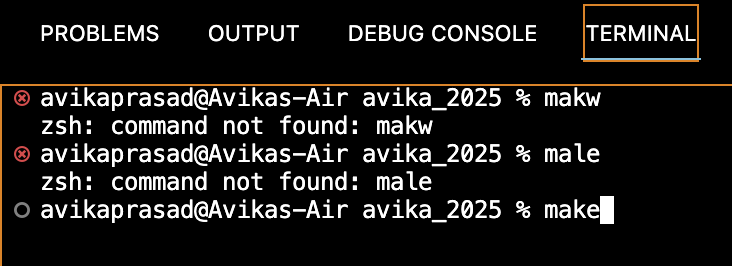 PROBLEMS OUTPUT DEBUG CONSOLE TERMINAL
avikaprasad@Avikas-Air avika_2025 % makw
zsh: command not found: makw
avikaprasad@Avikas-Air avika_2025 % male
zsh: command not found: male
avikaprasad@Avikas-Air avika_2025 % make